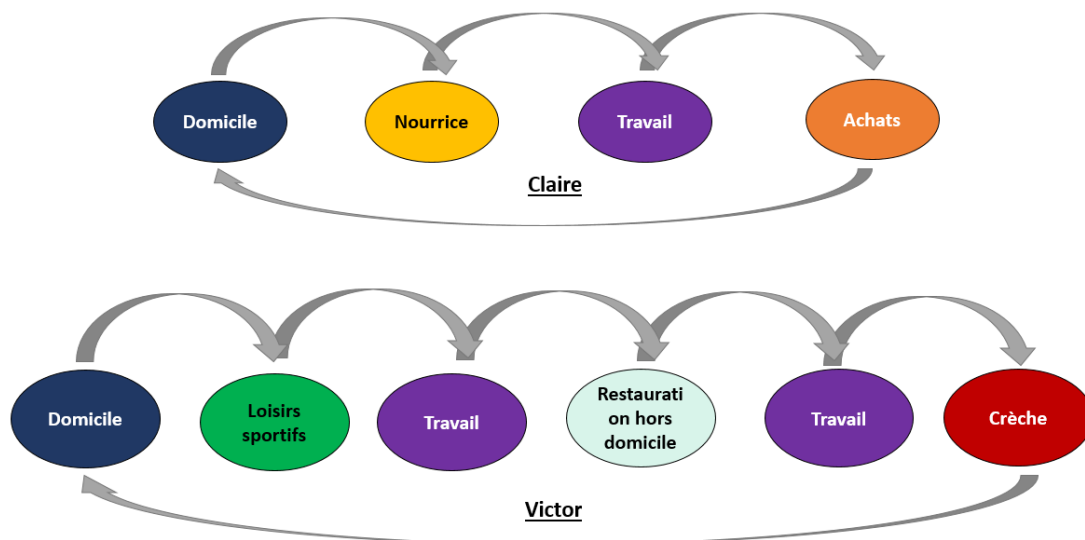 Domicile
Nourrice
Travail
Achats
Claire
Domicile
Loisirs
sportifs
Travail
Restaurati
on hors
domicile
Travail
Crèche
Victor